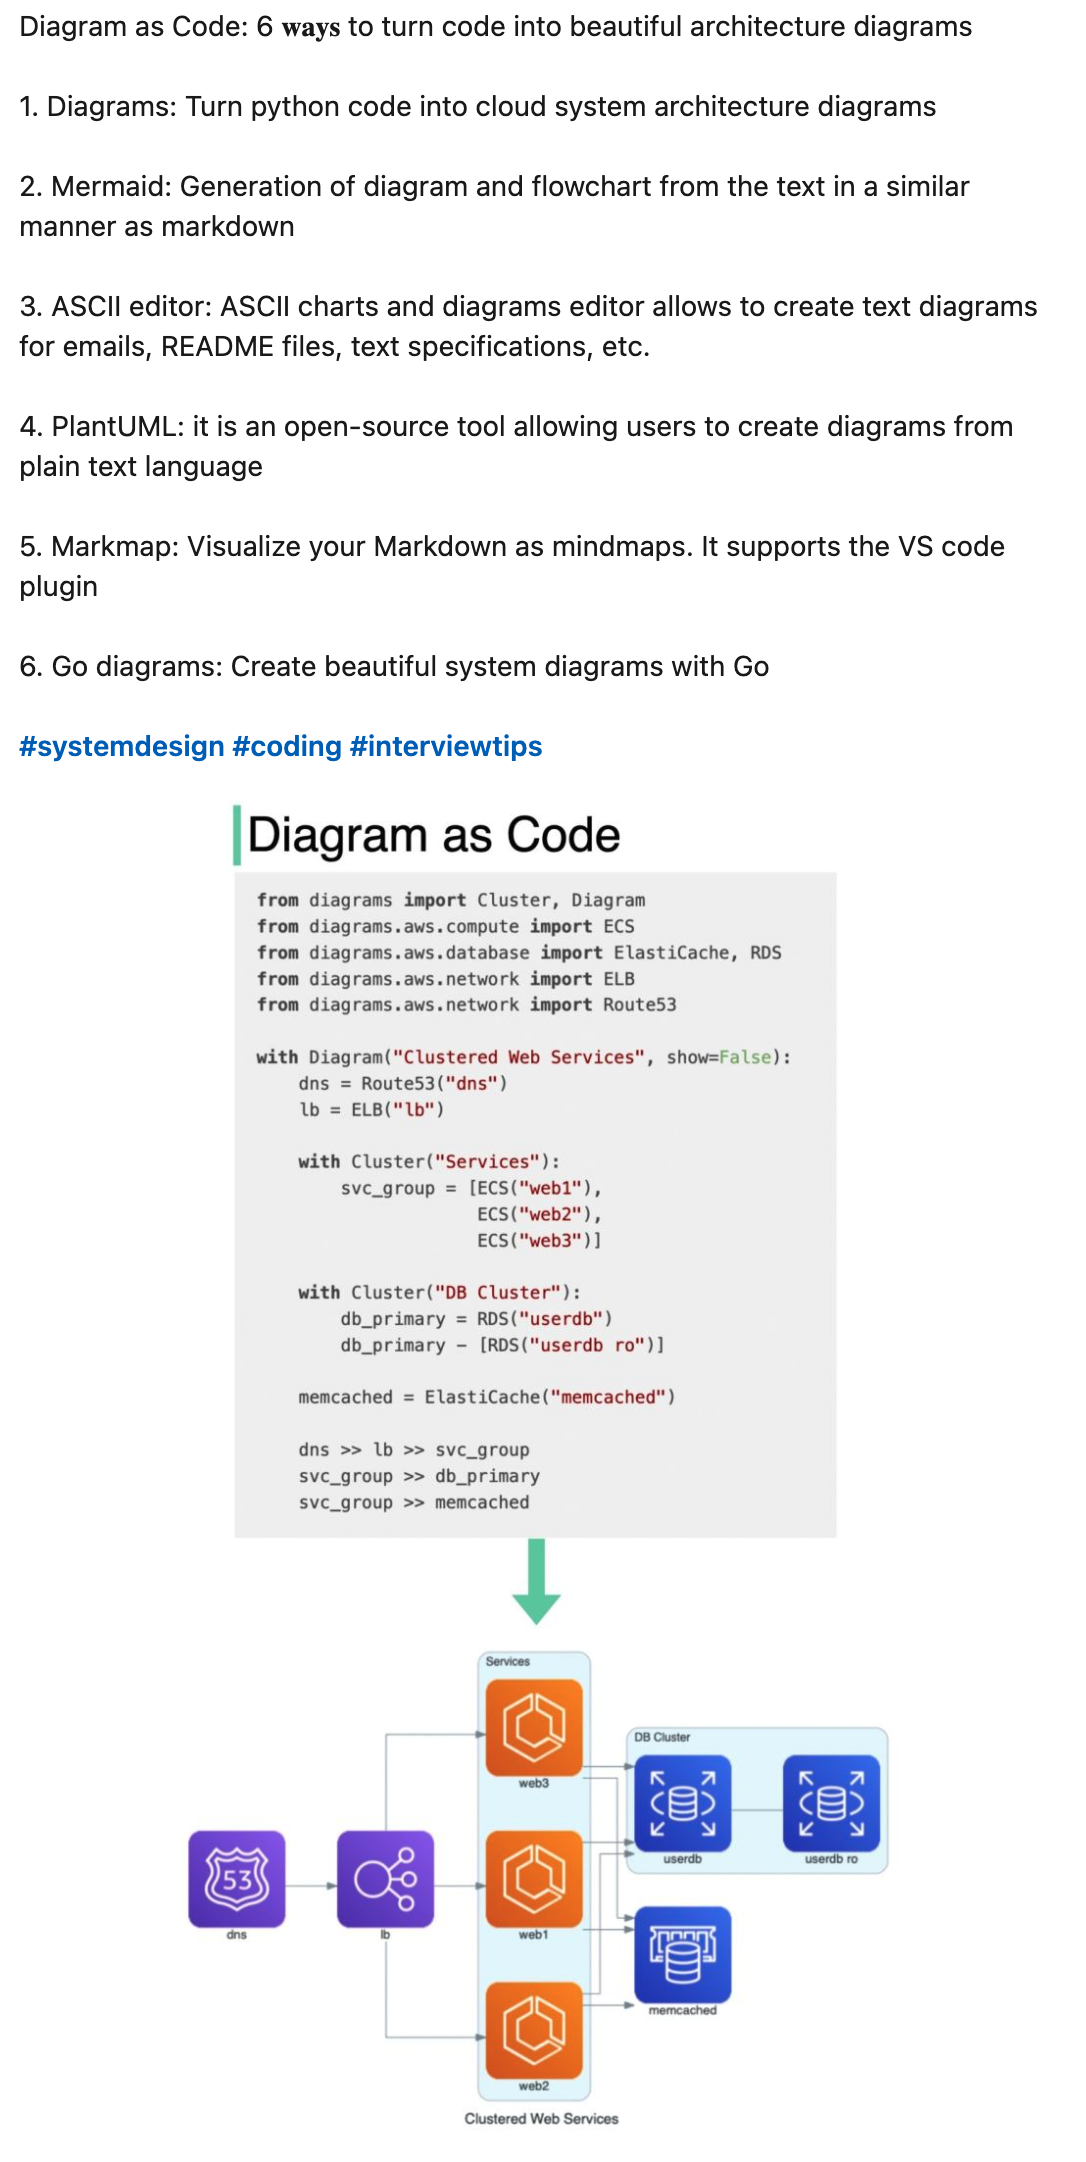 Diagram as Code: 6 ways to turn code into beautiful architecture diagrams
1. Diagrams: Turn python code into cloud system architecture diagrams
2. Mermaid: Generation of diagram and flowchart from the text in a similar
manner as markdown
3. ASCII editor: ASCII charts and diagrams editor allows to create text diagrams
for emails, README files, text specifications, etc.
4. PlantUML: it is an open-source tool allowing users to create diagrams from
plain text language
5. Markmap: Visualize your Markdown as mindmaps. It supports the VS code
plugin
6. Go diagrams: Create beautiful system diagrams with Go
#systemdesign #coding #interviewtips
Diagram as Code
from diagrams import Cluster, Diagram
from diagrams.aws.compute import ECS
from diagrams.aws.database import ElastiCache, RDS
from diagrams.aws.network import ELB
from diagrams.aws.network import Route53
with Diagram("Clustered Web Services", show=False):
    dns = Route53("dns")
    lb = ELB("lb")
    with Cluster("Services"):
        svc_group = [ECS("web1"),
                     ECS("web2"),
                     ECS("web3")]
    with Cluster("DB Cluster"):
        db_primary = RDS("userdb")
        db_primary - [RDS("userdb ro")]
    memcached = ElastiCache("memcached")
    dns >> lb >> svc_group
    svc_group >> db_primary
    svc_group >> memcached
Services
web3
DB Cluster
userdb
userdb ro
53
dns
lb
web1
memcached
web2
Clustered Web Services